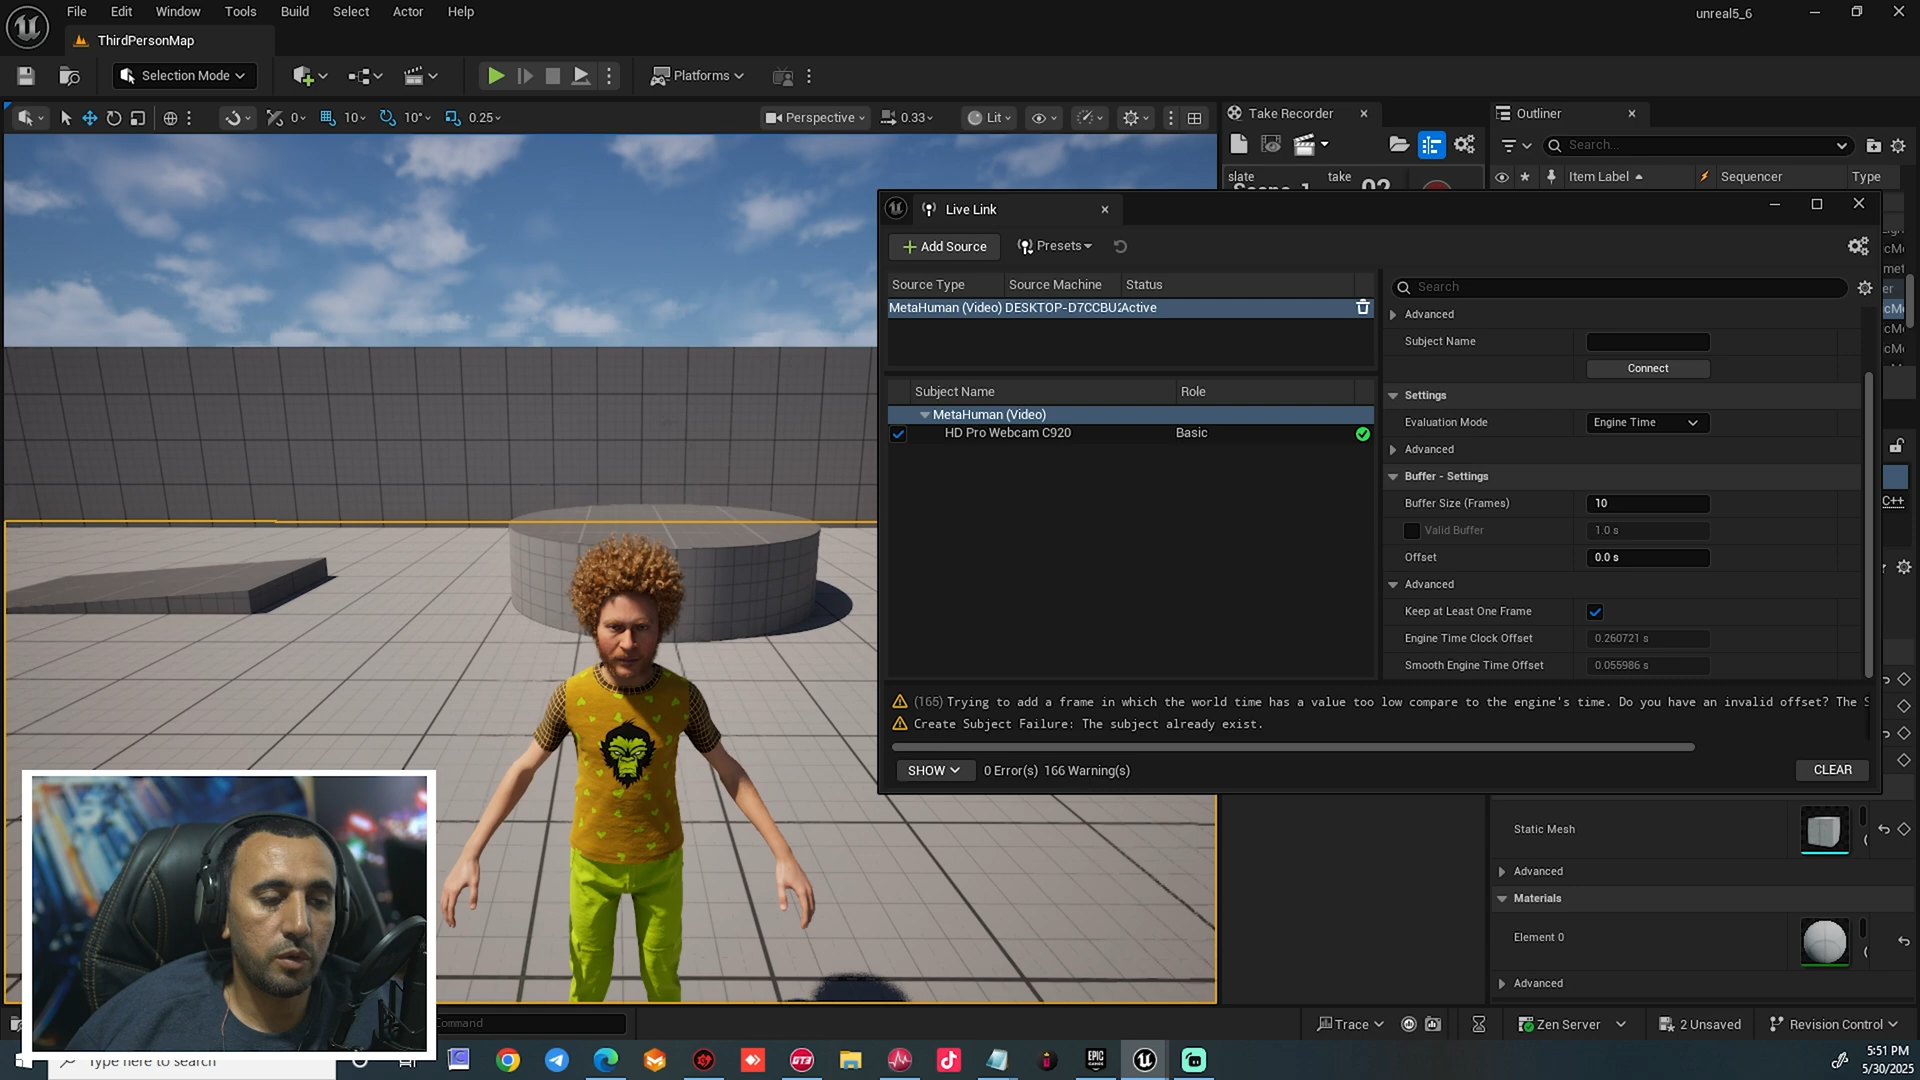 File Edit Window Tools Build Select Actor Help
unreal5_6
ThirdPersonMap
Selection Mode
Platforms
0 10 10° 0.25
Perspective 0.33 Lit
Take Recorder
Outliner
Search...
slate take
Item Label Sequencer Type
Live Link
Add Source Presets
Source Type Source Machine Status
MetaHuman (Video) DESKTOP-D7CCBU Active
Subject Name Role
MetaHuman (Video)
HD Pro Webcam C920 Basic
Search
Advanced
Subject Name
Connect
Settings
Evaluation Mode Engine Time
Advanced
Buffer - Settings
Buffer Size (Frames) 10
Valid Buffer 1.0 s
Offset 0.0 s
Advanced
Keep at Least One Frame
Engine Time Clock Offset 0.260721 s
Smooth Engine Time Offset 0.055986 s
(165) Trying to add a frame in which the world time has a value too low compare to the engine's time. Do you have an invalid offset? The S
Create Subject Failure: The subject already exist.
SHOW 0 Error(s) 166 Warning(s) CLEAR
C++
Static Mesh
Advanced
Materials
Element 0
Advanced
Command
Trace Zen Server 2 Unsaved Revision Control
Type here to search
GT3
EPIC GAMES
5:51 PM
5/30/2025